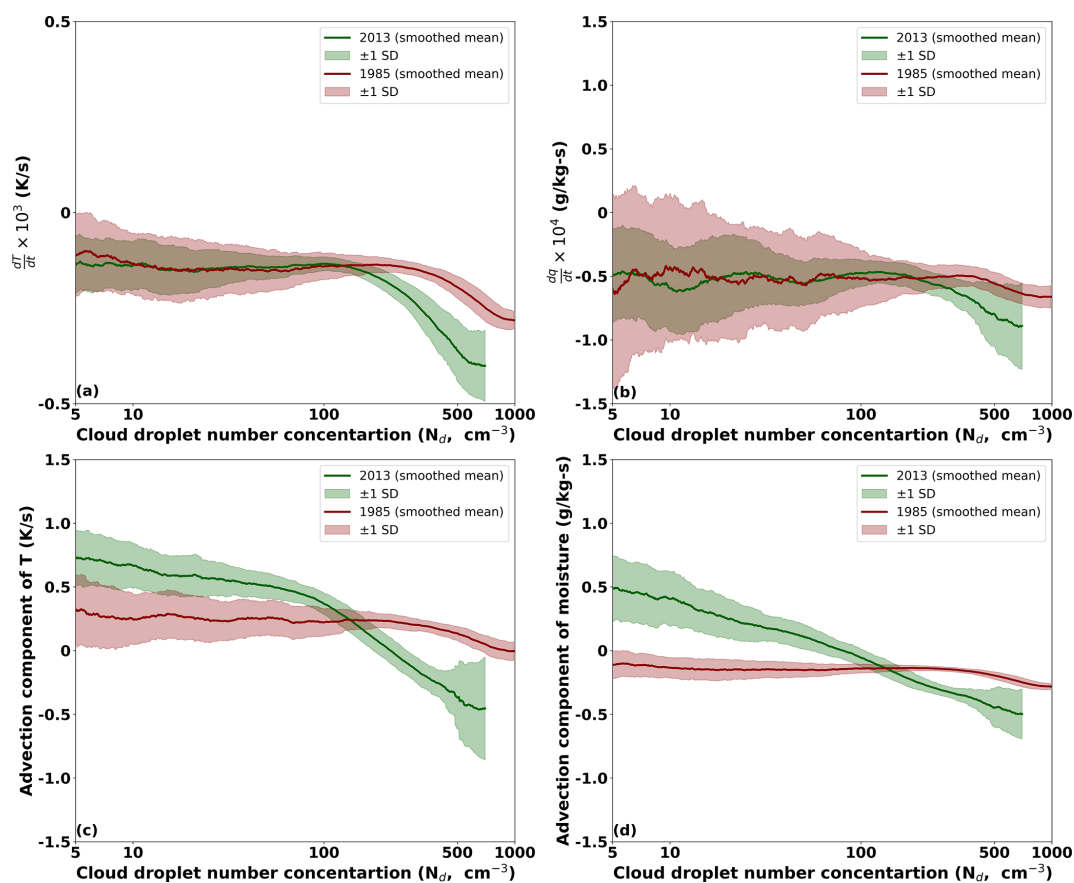 0.5
0
-0.5
dT/dt × 10³ (K/s)
2013 (smoothed mean)
±1 SD
1985 (smoothed mean)
±1 SD
(a)
5 10 100 500 1000
Cloud droplet number concentartion (N_d, cm⁻³)
1.5
1.0
0.5
0
-0.5
-1.0
-1.5
dq/dt × 10⁴ (g/kg-s)
2013 (smoothed mean)
±1 SD
1985 (smoothed mean)
±1 SD
(b)
5 10 100 500 1000
Cloud droplet number concentartion (N_d, cm⁻³)
1.5
1.0
0.5
0
-0.5
-1.0
-1.5
Advection component of T (K/s)
2013 (smoothed mean)
±1 SD
1985 (smoothed mean)
±1 SD
(c)
5 10 100 500 1000
Cloud droplet number concentartion (N_d, cm⁻³)
1.5
1.0
0.5
0
-0.5
-1.0
-1.5
Advection component of moisture (g/kg-s)
2013 (smoothed mean)
±1 SD
1985 (smoothed mean)
±1 SD
(d)
5 10 100 500 1000
Cloud droplet number concentartion (N_d, cm⁻³)